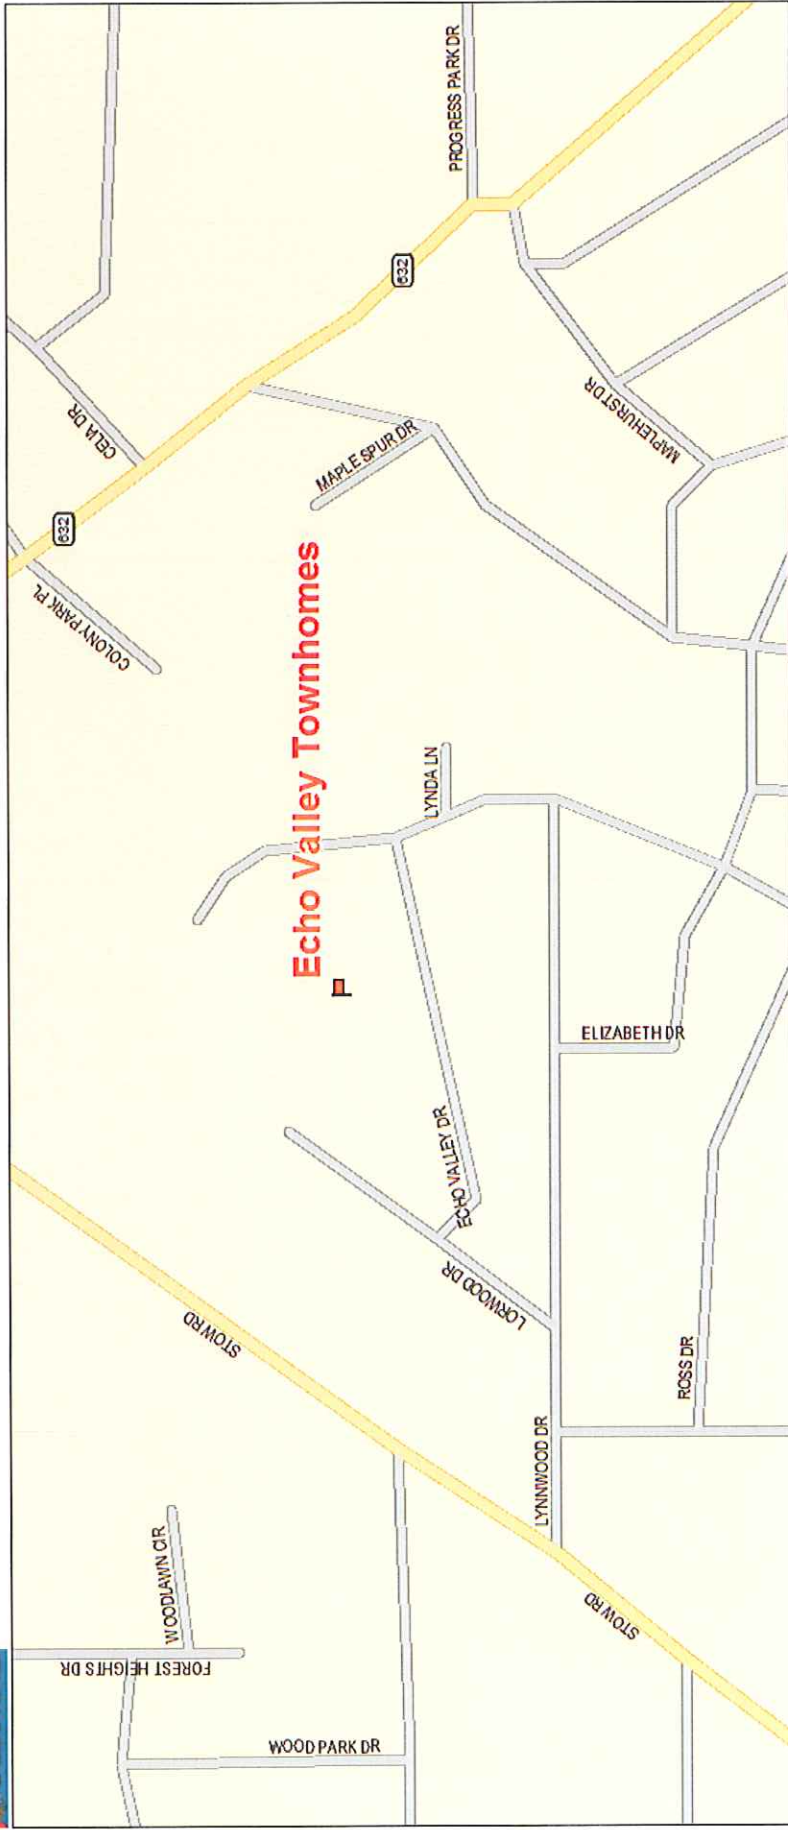 PROGRESS PARK DR
632
CELIA DR
MAPLEHURST DR
MAPLE SPUR DR
632
COLONY PARK PL
Echo Valley Townhomes
LYNDA LN
ELIZABETH DR
ECHO VALLEY DR
LORWOOD DR
STOW RD
ROSS DR
LYNNWOOD DR
WOODLAWN CIR
STOW RD
FOREST HEIGHTS DR
WOOD PARK DR